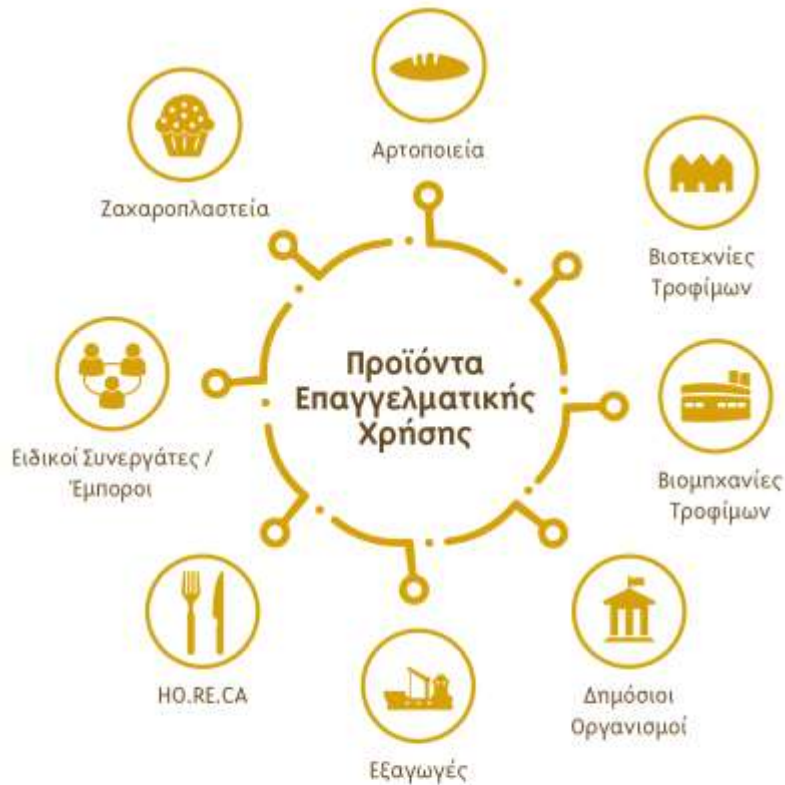 Αρτοποιεία
Ζαχαροπλαστεία
Βιοτεχνίες
Τροφίμων
Προϊόντα
Επαγγελματικής
Χρήσης
Ειδικοί Συνεργάτες /
Έμποροι
Βιομηχανίες
Τροφίμων
HO.RE.CA
Δημόσιοι
Οργανισμοί
Εξαγωγές